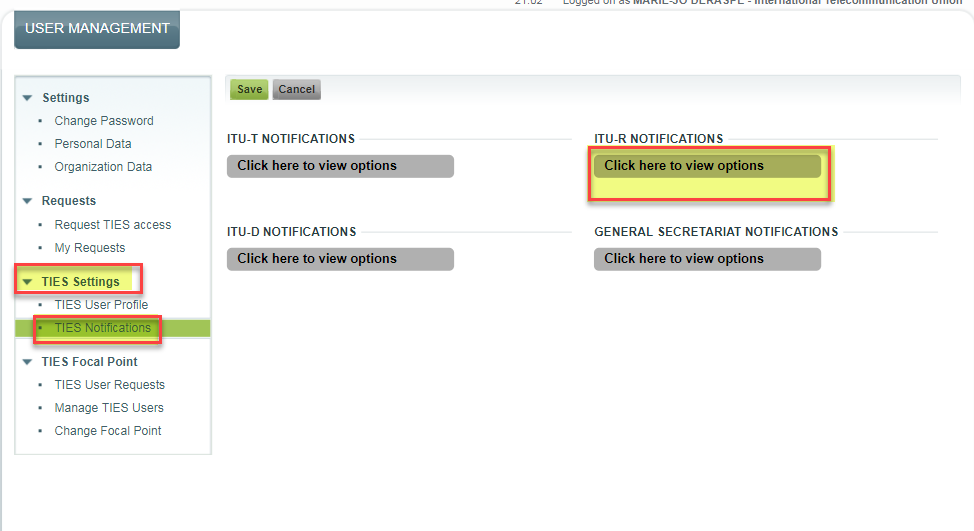 21:02 Logged on as MARIE-JO DERASPE - International Telecommunication Union
USER MANAGEMENT
Settings
Change Password
Personal Data
Organization Data
Requests
Request TIES access
My Requests
TIES Settings
TIES User Profile
TIES Notifications
TIES Focal Point
TIES User Requests
Manage TIES Users
Change Focal Point
Save Cancel
ITU-T NOTIFICATIONS
Click here to view options
ITU-R NOTIFICATIONS
Click here to view options
ITU-D NOTIFICATIONS
Click here to view options
GENERAL SECRETARIAT NOTIFICATIONS
Click here to view options